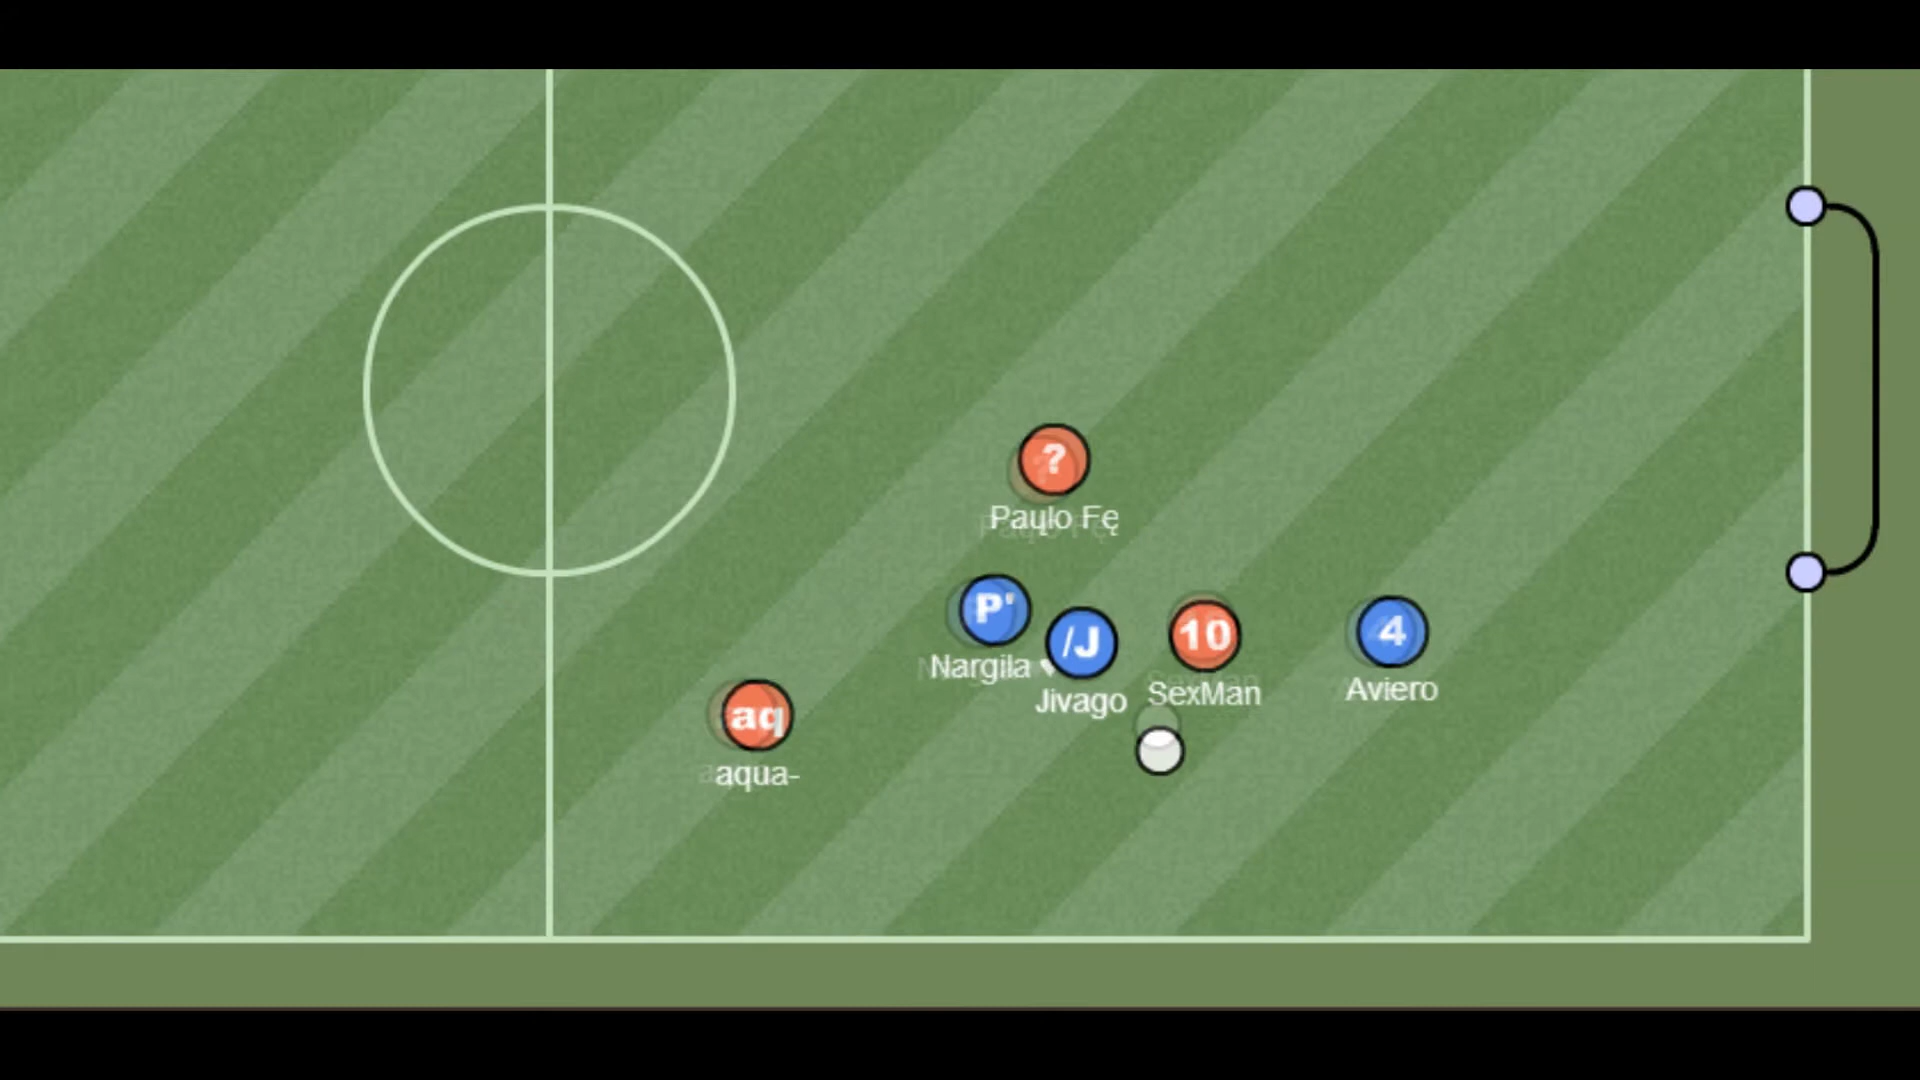 ?
Paulo Fę
P'
Nargila ♥
/J
Jivago
10
SexMan
4
Aviero
aq
aqua-